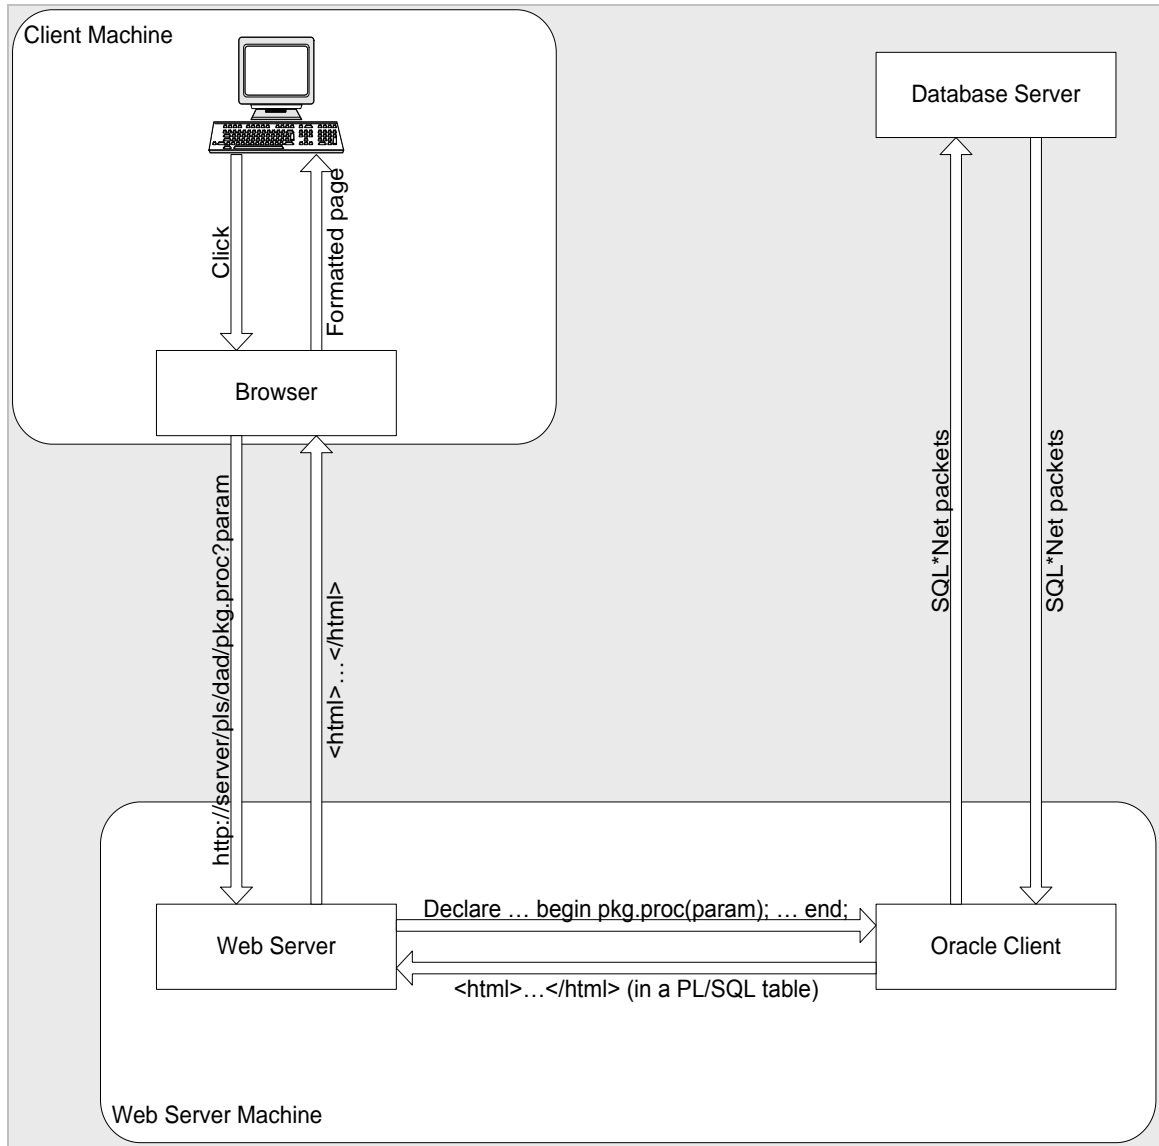 Client Machine
Database Server
Click
Formatted page
Browser
http://server/pls/dad/pkg.proc?param
<html>…</html>
SQL*Net packets
SQL*Net packets
Declare … begin pkg.proc(param); … end;
Web Server
Oracle Client
<html>…</html> (in a PL/SQL table)
Web Server Machine